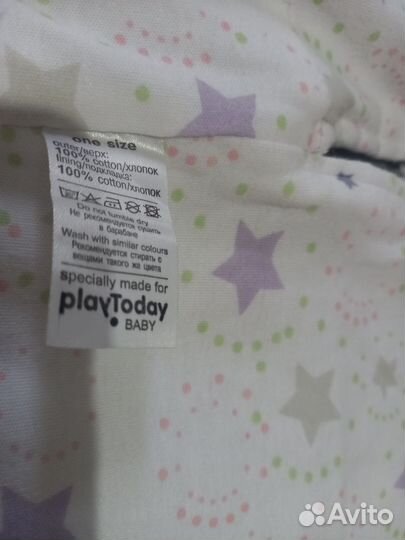 one size
outer/верх:
100% cotton/хлопок
lining/подкладка:
100% cotton/хлопок
Do not tumble dry
Не рекомендуется сушить
в барабане
Wash with similar colours
Рекомендуется стирать с
вещами такого же цвета
specially made for
playToday
BABY
Avito